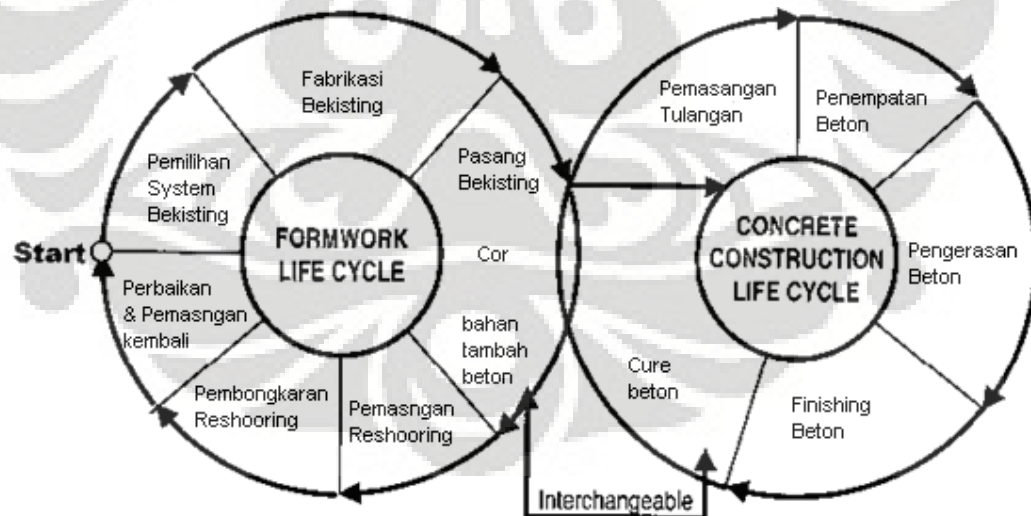 Fabrikasi
Bekisting
Pemilihan
System
Bekisting
Start
FORMWORK
LIFE CYCLE
Pasang
Bekisting
Cor
Perbaikan
& Pemasngan
kembali
bahan
tambah
beton
Pembongkaran
Reshooring
Pemasngan
Reshooring
Pemasangan
Tulangan
Penempatan
Beton
CONCRETE
CONSTRUCTION
LIFE CYCLE
Pengerasan
Beton
Cure
beton
Finishing
Beton
Interchangeable